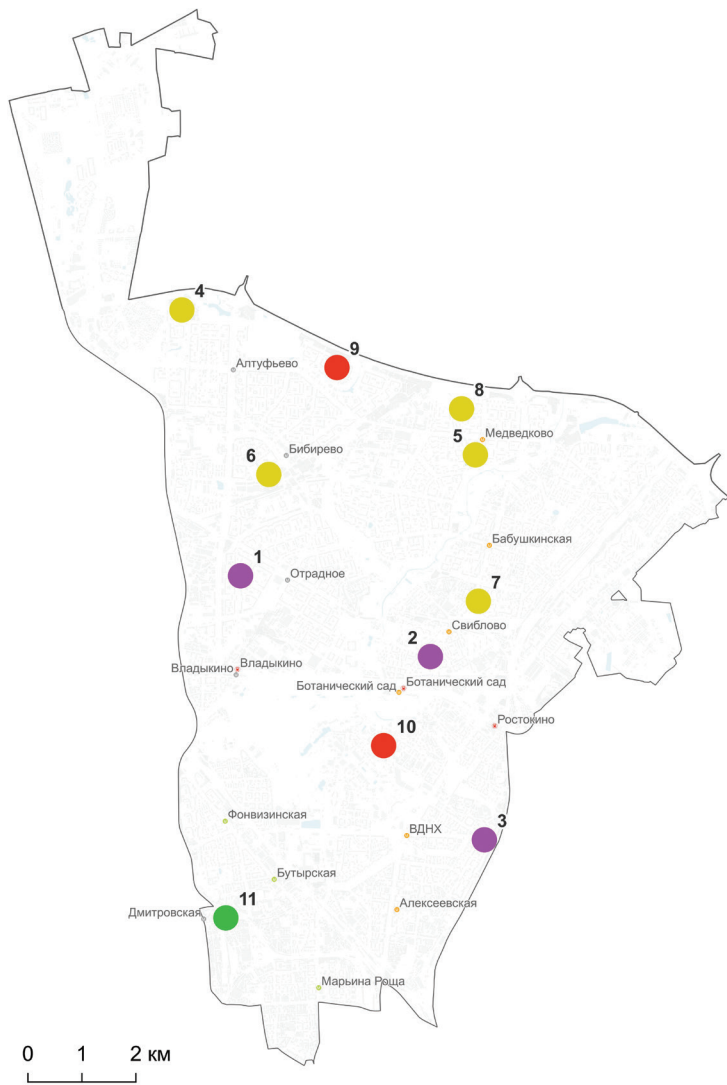 4
9
Алтуфьево
8
5
Медведково
Бибирево
6
Бабушкинская
1
Отрадное
7
Свиблово
2
Владыкино
Владыкино
Ботанический сад
Ботанический сад
10
Ростокино
Фонвизинская
ВДНХ
3
Бутырская
11
Дмитровская
Алексеевская
Марьина Роща
0 1 2 км